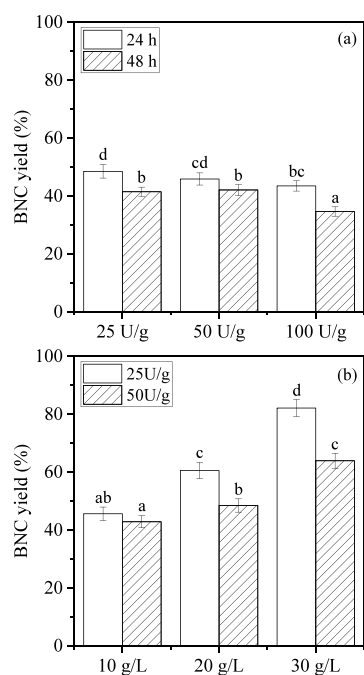 100
24 h
(a)
48 h
80
BNC yield (%)
60
d
b
cd
b
bc
a
40
20
0
25 U/g 50 U/g 100 U/g
100
25U/g
(b)
50U/g
d
80
BNC yield (%)
c
c
60
b
ab
a
40
20
0
10 g/L 20 g/L 30 g/L